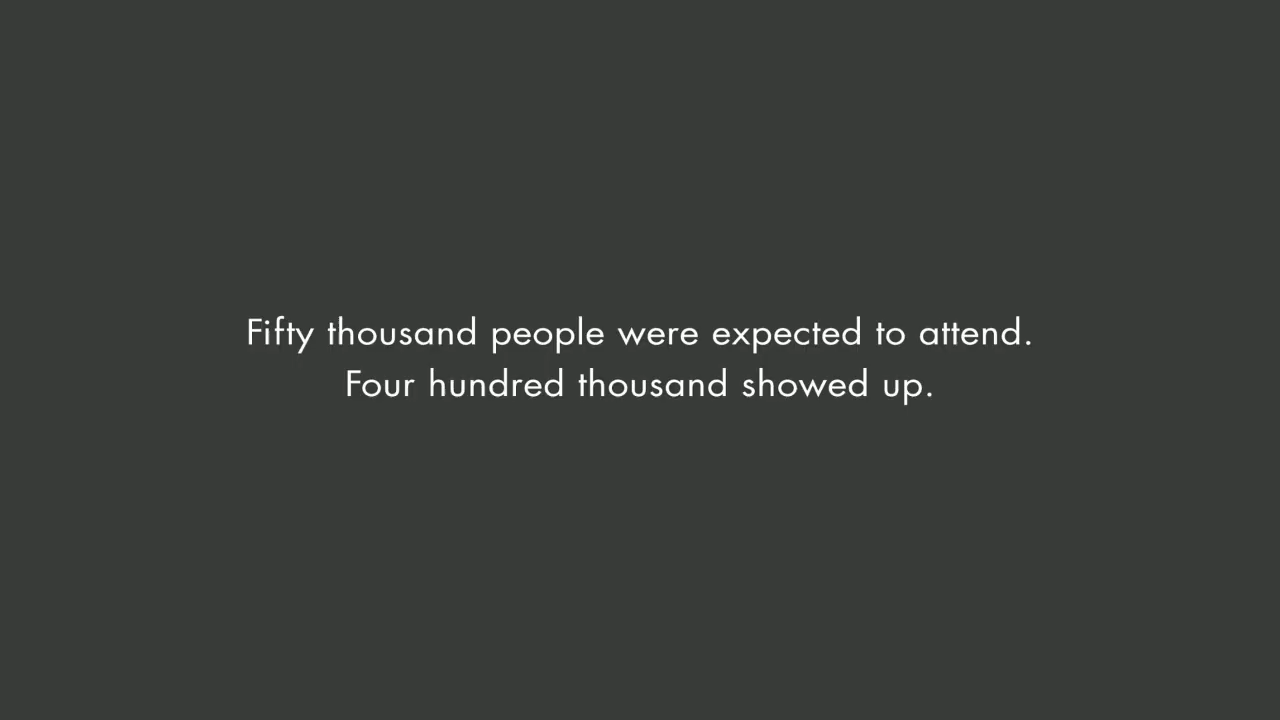 Fifty thousand people were expected to attend.
Four hundred thousand showed up.